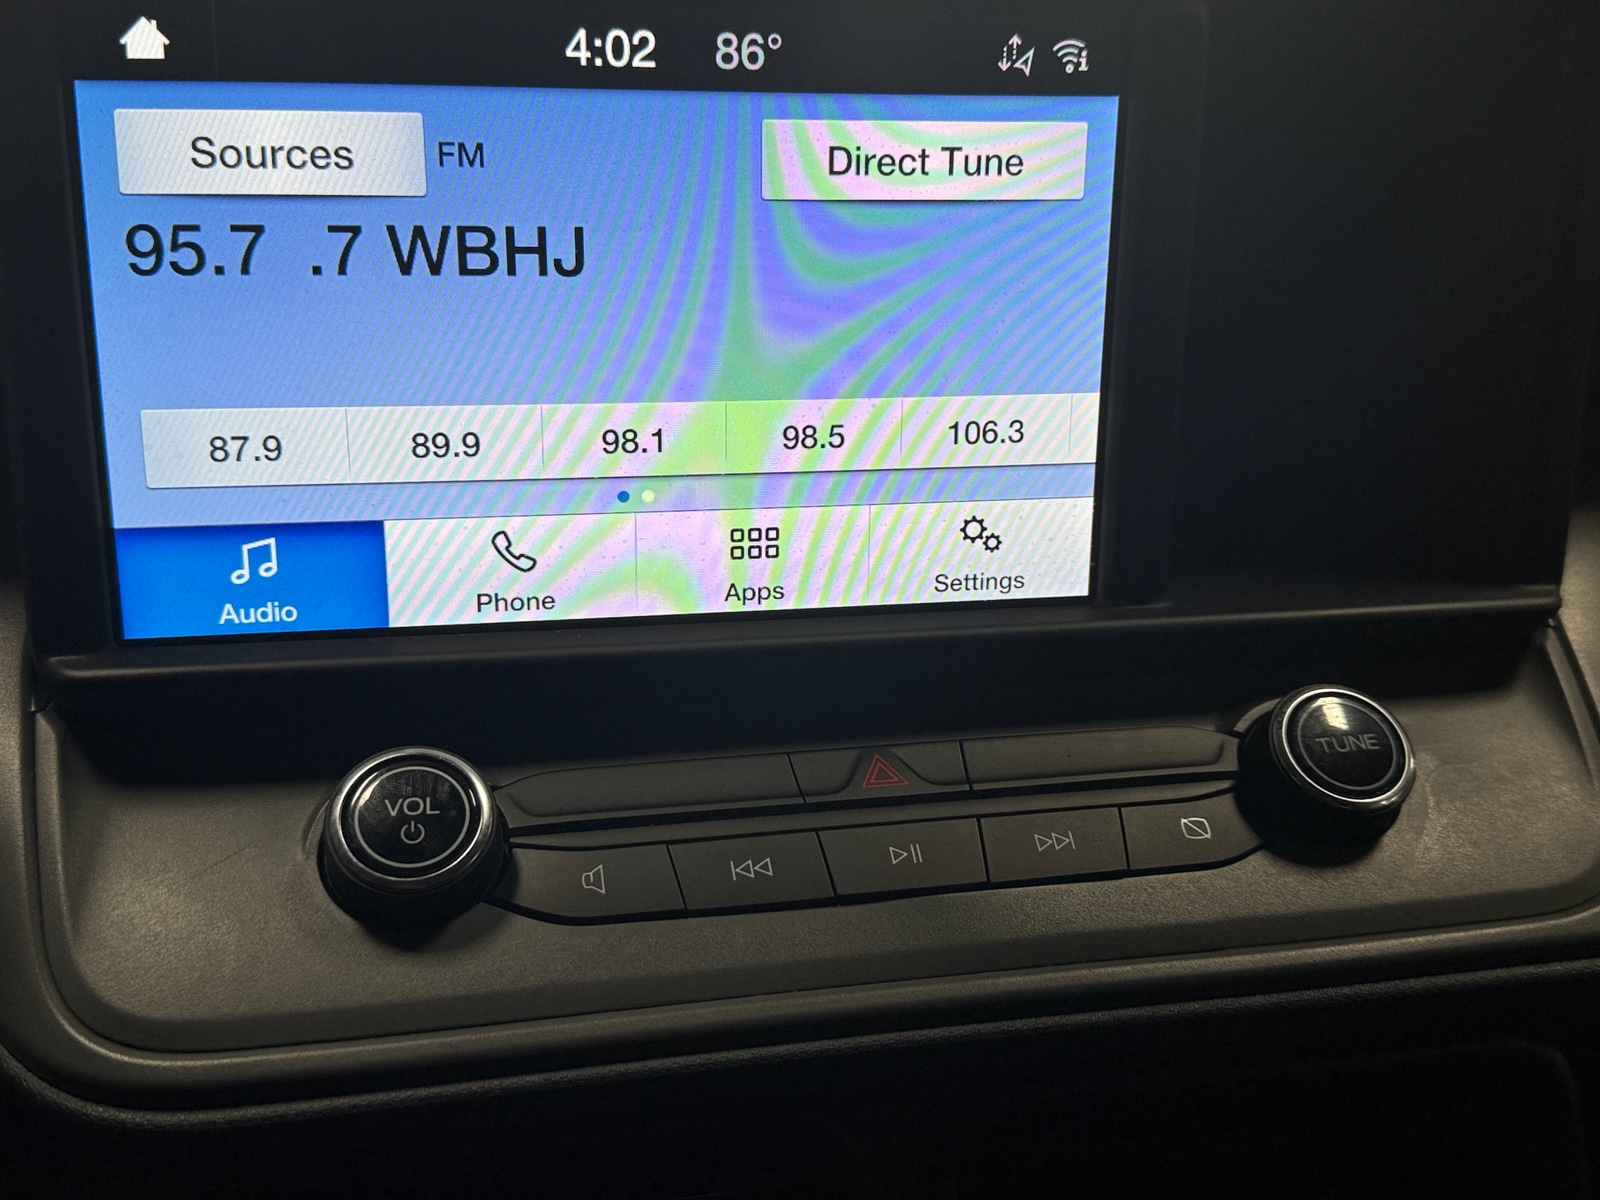 4:02 86°
Sources FM Direct Tune
95.7 .7 WBHJ
87.9 89.9 98.1 98.5 106.3
Audio Phone Apps Settings
VOL TUNE